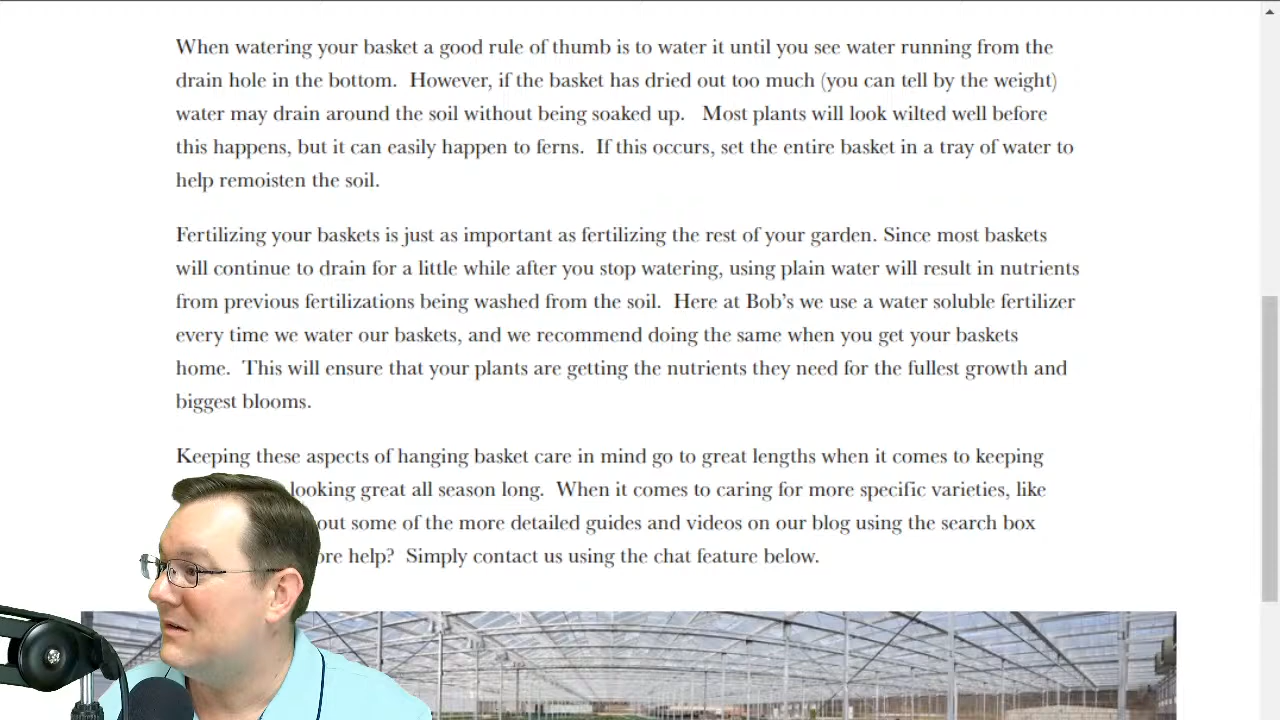 When watering your basket a good rule of thumb is to water it until you see water running from the
drain hole in the bottom.  However, if the basket has dried out too much (you can tell by the weight)
water may drain around the soil without being soaked up.   Most plants will look wilted well before
this happens, but it can easily happen to ferns.  If this occurs, set the entire basket in a tray of water to
help remoisten the soil.
Fertilizing your baskets is just as important as fertilizing the rest of your garden. Since most baskets
will continue to drain for a little while after you stop watering, using plain water will result in nutrients
from previous fertilizations being washed from the soil.  Here at Bob’s we use a water soluble fertilizer
every time we water our baskets, and we recommend doing the same when you get your baskets
home.  This will ensure that your plants are getting the nutrients they need for the fullest growth and
biggest blooms.
Keeping these aspects of hanging basket care in mind go to great lengths when it comes to keeping
looking great all season long.  When it comes to caring for more specific varieties, like
out some of the more detailed guides and videos on our blog using the search box
help?  Simply contact us using the chat feature below.